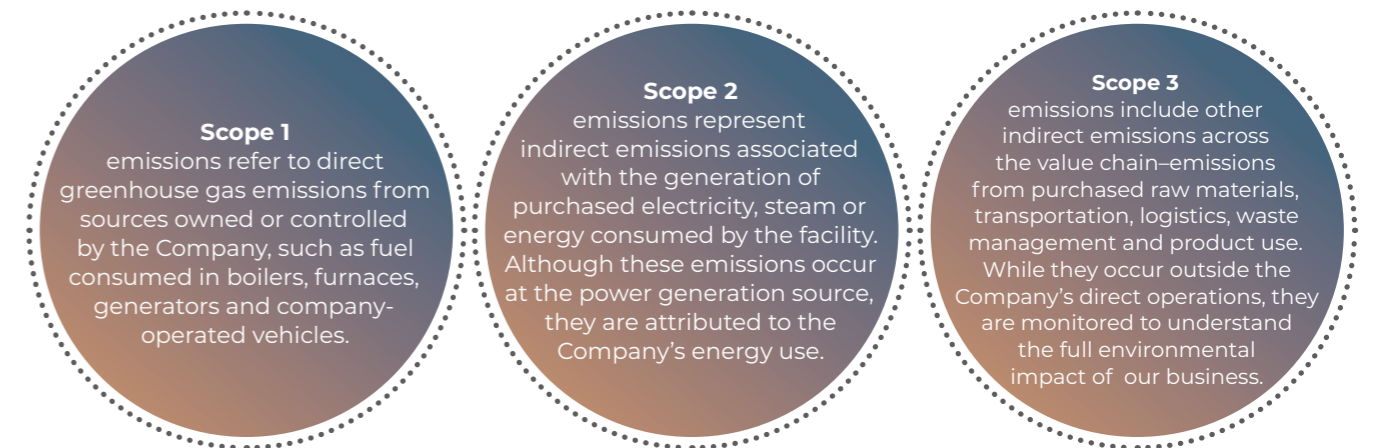 Scope 1
emissions refer to direct
greenhouse gas emissions from
sources owned or controlled
by the Company, such as fuel
consumed in boilers, furnaces,
generators and company-
operated vehicles.
Scope 2
emissions represent
indirect emissions associated
with the generation of
purchased electricity, steam or
energy consumed by the facility.
Although these emissions occur
at the power generation source,
they are attributed to the
Company’s energy use.
Scope 3
emissions include other
indirect emissions across
the value chain–emissions
from purchased raw materials,
transportation, logistics, waste
management and product use.
While they occur outside the
Company’s direct operations, they
are monitored to understand
the full environmental
impact of our business.